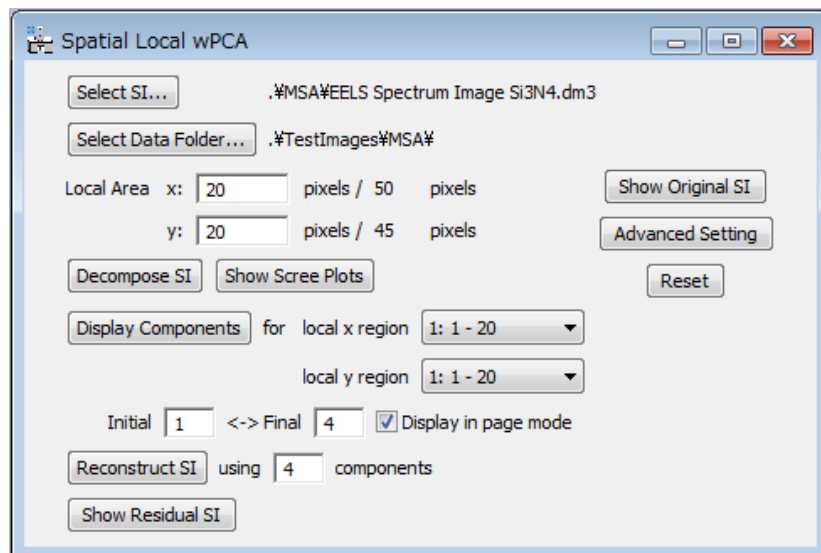 Spatial Local wPCA
Select SI... .¥MSA¥EELS Spectrum Image Si3N4.dm3
Select Data Folder... .¥TestImages¥MSA¥
Local Area x: 20 pixels / 50 pixels Show Original SI
y: 20 pixels / 45 pixels Advanced Setting
Decompose SI Show Scree Plots Reset
Display Components for local x region 1: 1 - 20
local y region 1: 1 - 20
Initial 1 <-> Final 4 Display in page mode
Reconstruct SI using 4 components
Show Residual SI